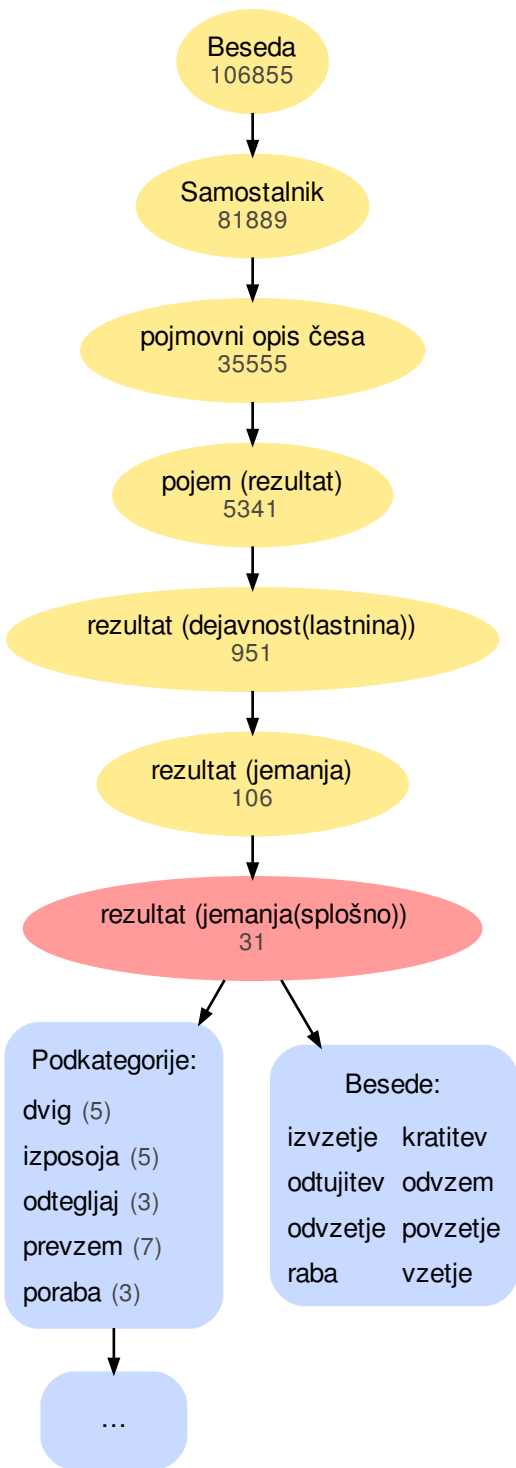 Beseda
106855
Samostalnik
81889
pojmovni opis česa
35555
pojem (rezultat)
5341
rezultat (dejavnost(lastnina))
951
rezultat (jemanja)
106
rezultat (jemanja(splošno))
31
Podkategorije:
dvig (5)
izposoja (5)
odtegljaj (3)
prevzem (7)
poraba (3)
...
Besede:
izvzetje kratitev
odtujitev odvzem
odvzetje povzetje
raba vzetje